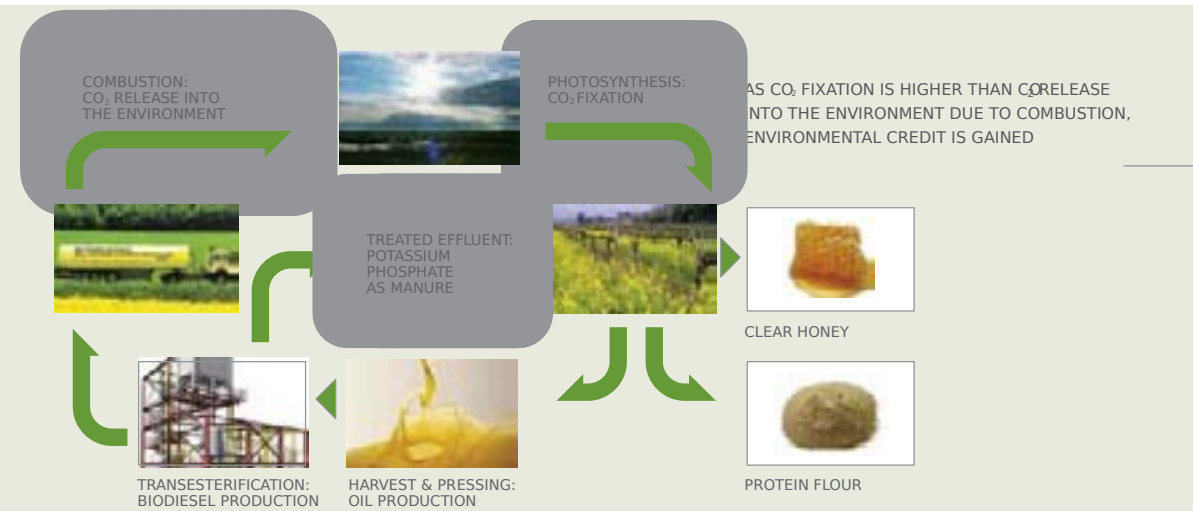 COMBUSTION:
CO₂ RELEASE INTO
THE ENVIRONMENT
PHOTOSYNTHESIS:
CO₂ FIXATION
AS CO₂ FIXATION IS HIGHER THAN CO₂ RELEASE
INTO THE ENVIRONMENT DUE TO COMBUSTION,
ENVIRONMENTAL CREDIT IS GAINED
TREATED EFFLUENT:
POTASSIUM
PHOSPHATE
AS MANURE
CLEAR HONEY
TRANSESTERIFICATION:
BIODIESEL PRODUCTION
HARVEST & PRESSING:
OIL PRODUCTION
PROTEIN FLOUR